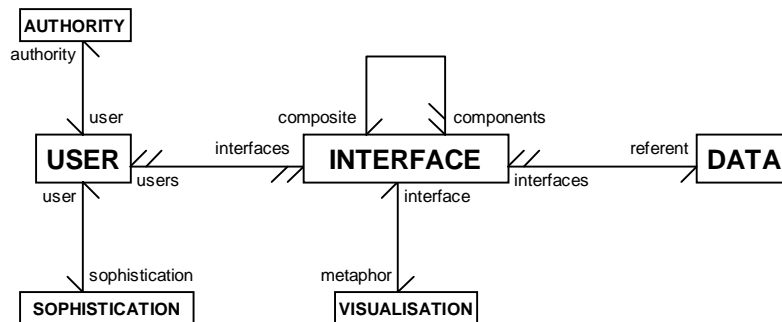 AUTHORITY
authority
user
composite
components
USER
interfaces
INTERFACE
referent
DATA
users
interfaces
user
interface
sophistication
metaphor
SOPHISTICATION
VISUALISATION